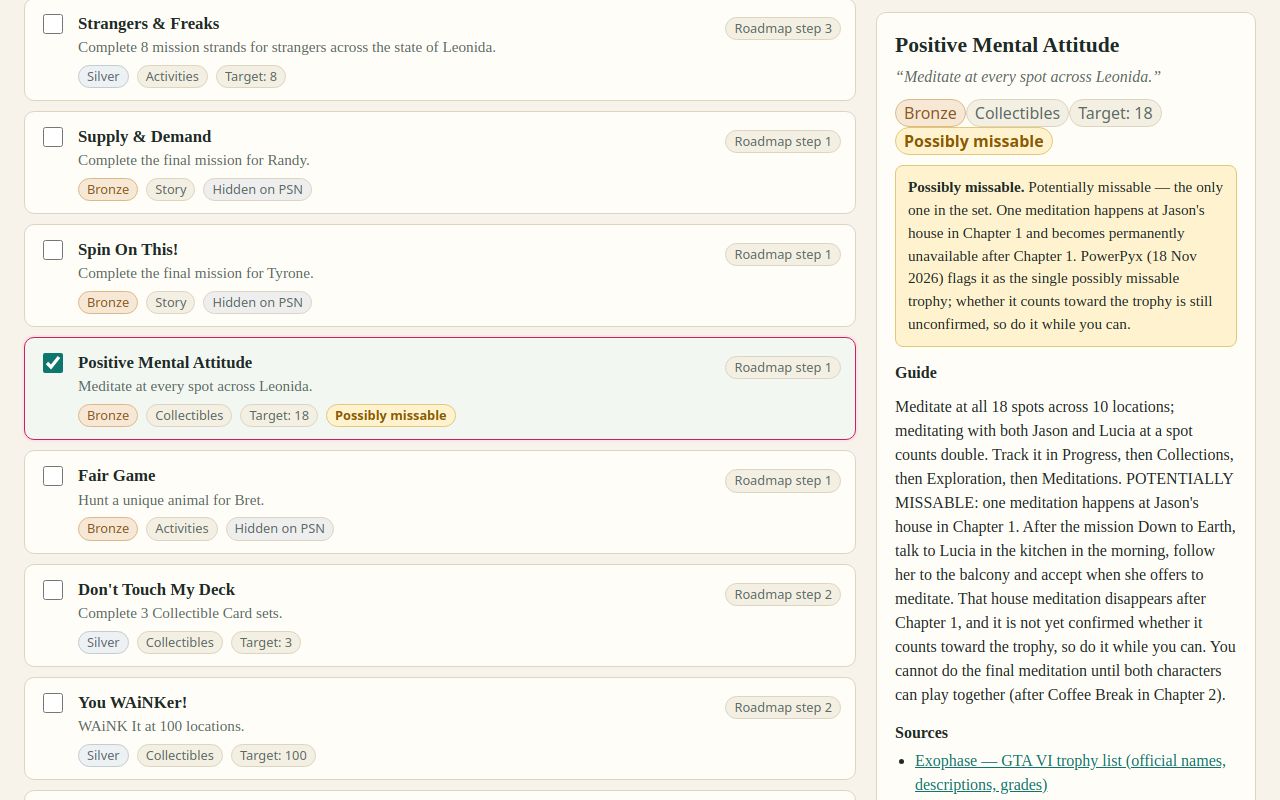 Strangers & Freaks
Roadmap step 3
Complete 8 mission strands for strangers across the state of Leonida.
Silver Activities Target: 8
Supply & Demand
Roadmap step 1
Complete the final mission for Randy.
Bronze Story Hidden on PSN
Spin On This!
Roadmap step 1
Complete the final mission for Tyrone.
Bronze Story Hidden on PSN
Positive Mental Attitude
Roadmap step 1
Meditate at every spot across Leonida.
Bronze Collectibles Target: 18 Possibly missable
Fair Game
Roadmap step 1
Hunt a unique animal for Bret.
Bronze Activities Hidden on PSN
Don't Touch My Deck
Roadmap step 2
Complete 3 Collectible Card sets.
Silver Collectibles Target: 3
You WAiNKer!
Roadmap step 2
WAiNK It at 100 locations.
Silver Collectibles Target: 100
Positive Mental Attitude
“Meditate at every spot across Leonida.”
Bronze Collectibles Target: 18
Possibly missable
Possibly missable. Potentially missable — the only
one in the set. One meditation happens at Jason's
house in Chapter 1 and becomes permanently
unavailable after Chapter 1. PowerPyx (18 Nov
2026) flags it as the single possibly missable
trophy; whether it counts toward the trophy is still
unconfirmed, so do it while you can.
Guide
Meditate at all 18 spots across 10 locations;
meditating with both Jason and Lucia at a spot
counts double. Track it in Progress, then Collections,
then Exploration, then Meditations. POTENTIALLY
MISSABLE: one meditation happens at Jason's
house in Chapter 1. After the mission Down to Earth,
talk to Lucia in the kitchen in the morning, follow
her to the balcony and accept when she offers to
meditate. That house meditation disappears after
Chapter 1, and it is not yet confirmed whether it
counts toward the trophy, so do it while you can. You
cannot do the final meditation until both characters
can play together (after Coffee Break in Chapter 2).
Sources
Exophase — GTA VI trophy list (official names,
descriptions, grades)